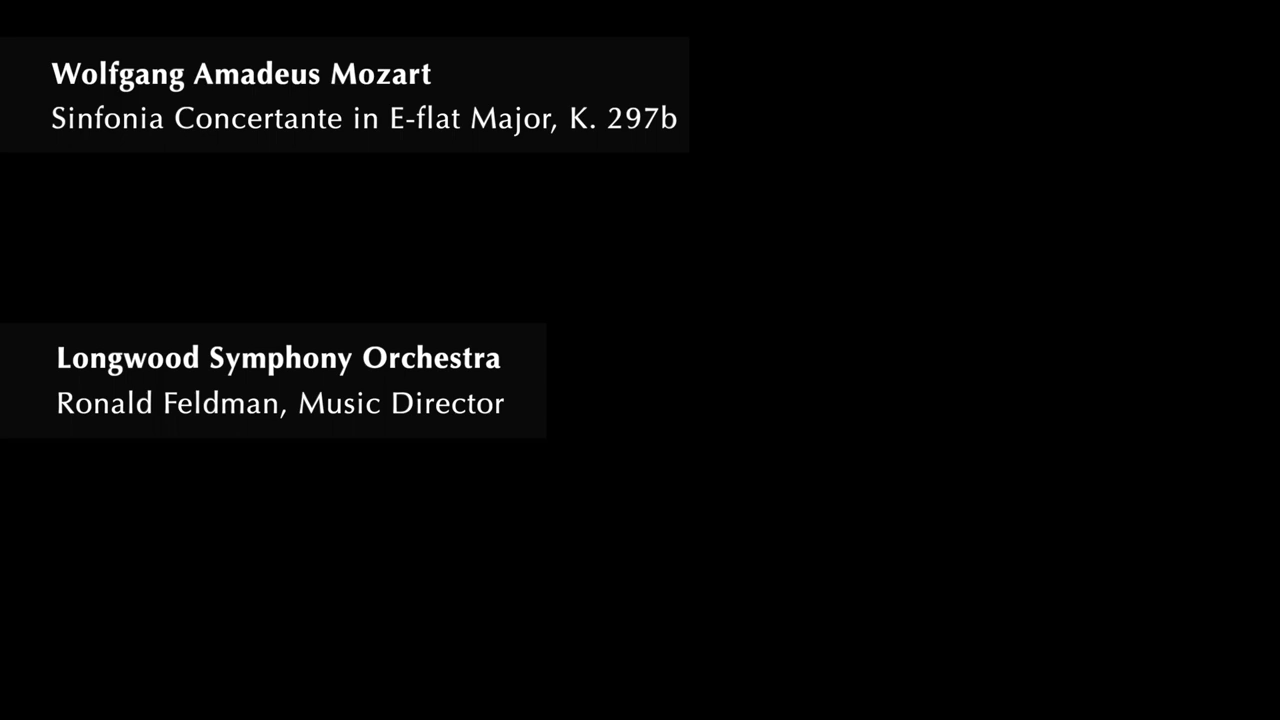 Wolfgang Amadeus Mozart
Sinfonia Concertante in E-flat Major, K. 297b
Longwood Symphony Orchestra
Ronald Feldman, Music Director